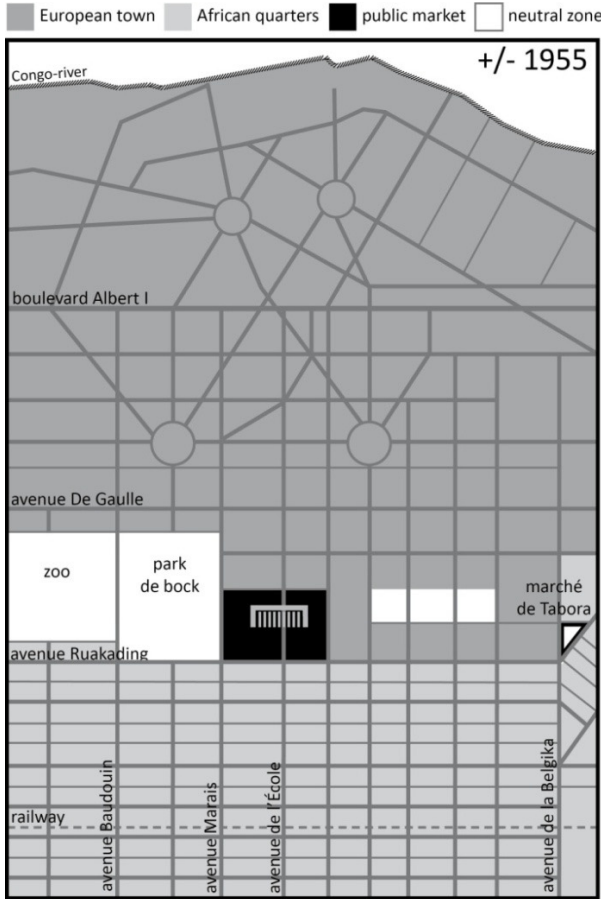 European town
African quarters
public market
neutral zone
+/- 1955
Congo-river
boulevard Albert I
avenue De Gaulle
zoo
park
de bock
marché
de Tabora
avenue Ruakading
avenue Baudouin
avenue Marais
avenue de l'École
avenue de la Belgika
railway